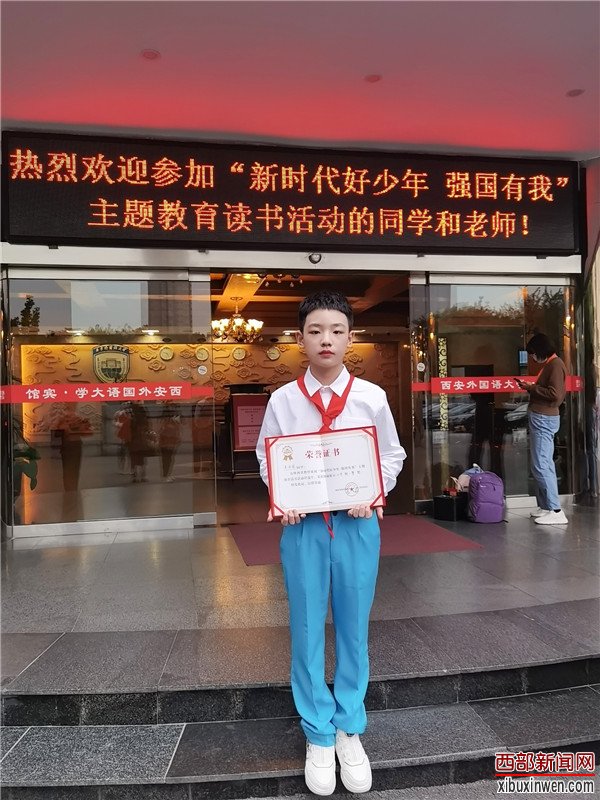 热烈欢迎参加“新时代好少年 强国有我”
主题教育读书活动的同学和老师！
馆宾·学大语国外安西
西安外国语大
荣誉证书
西部新闻网
xibuxinwen.com